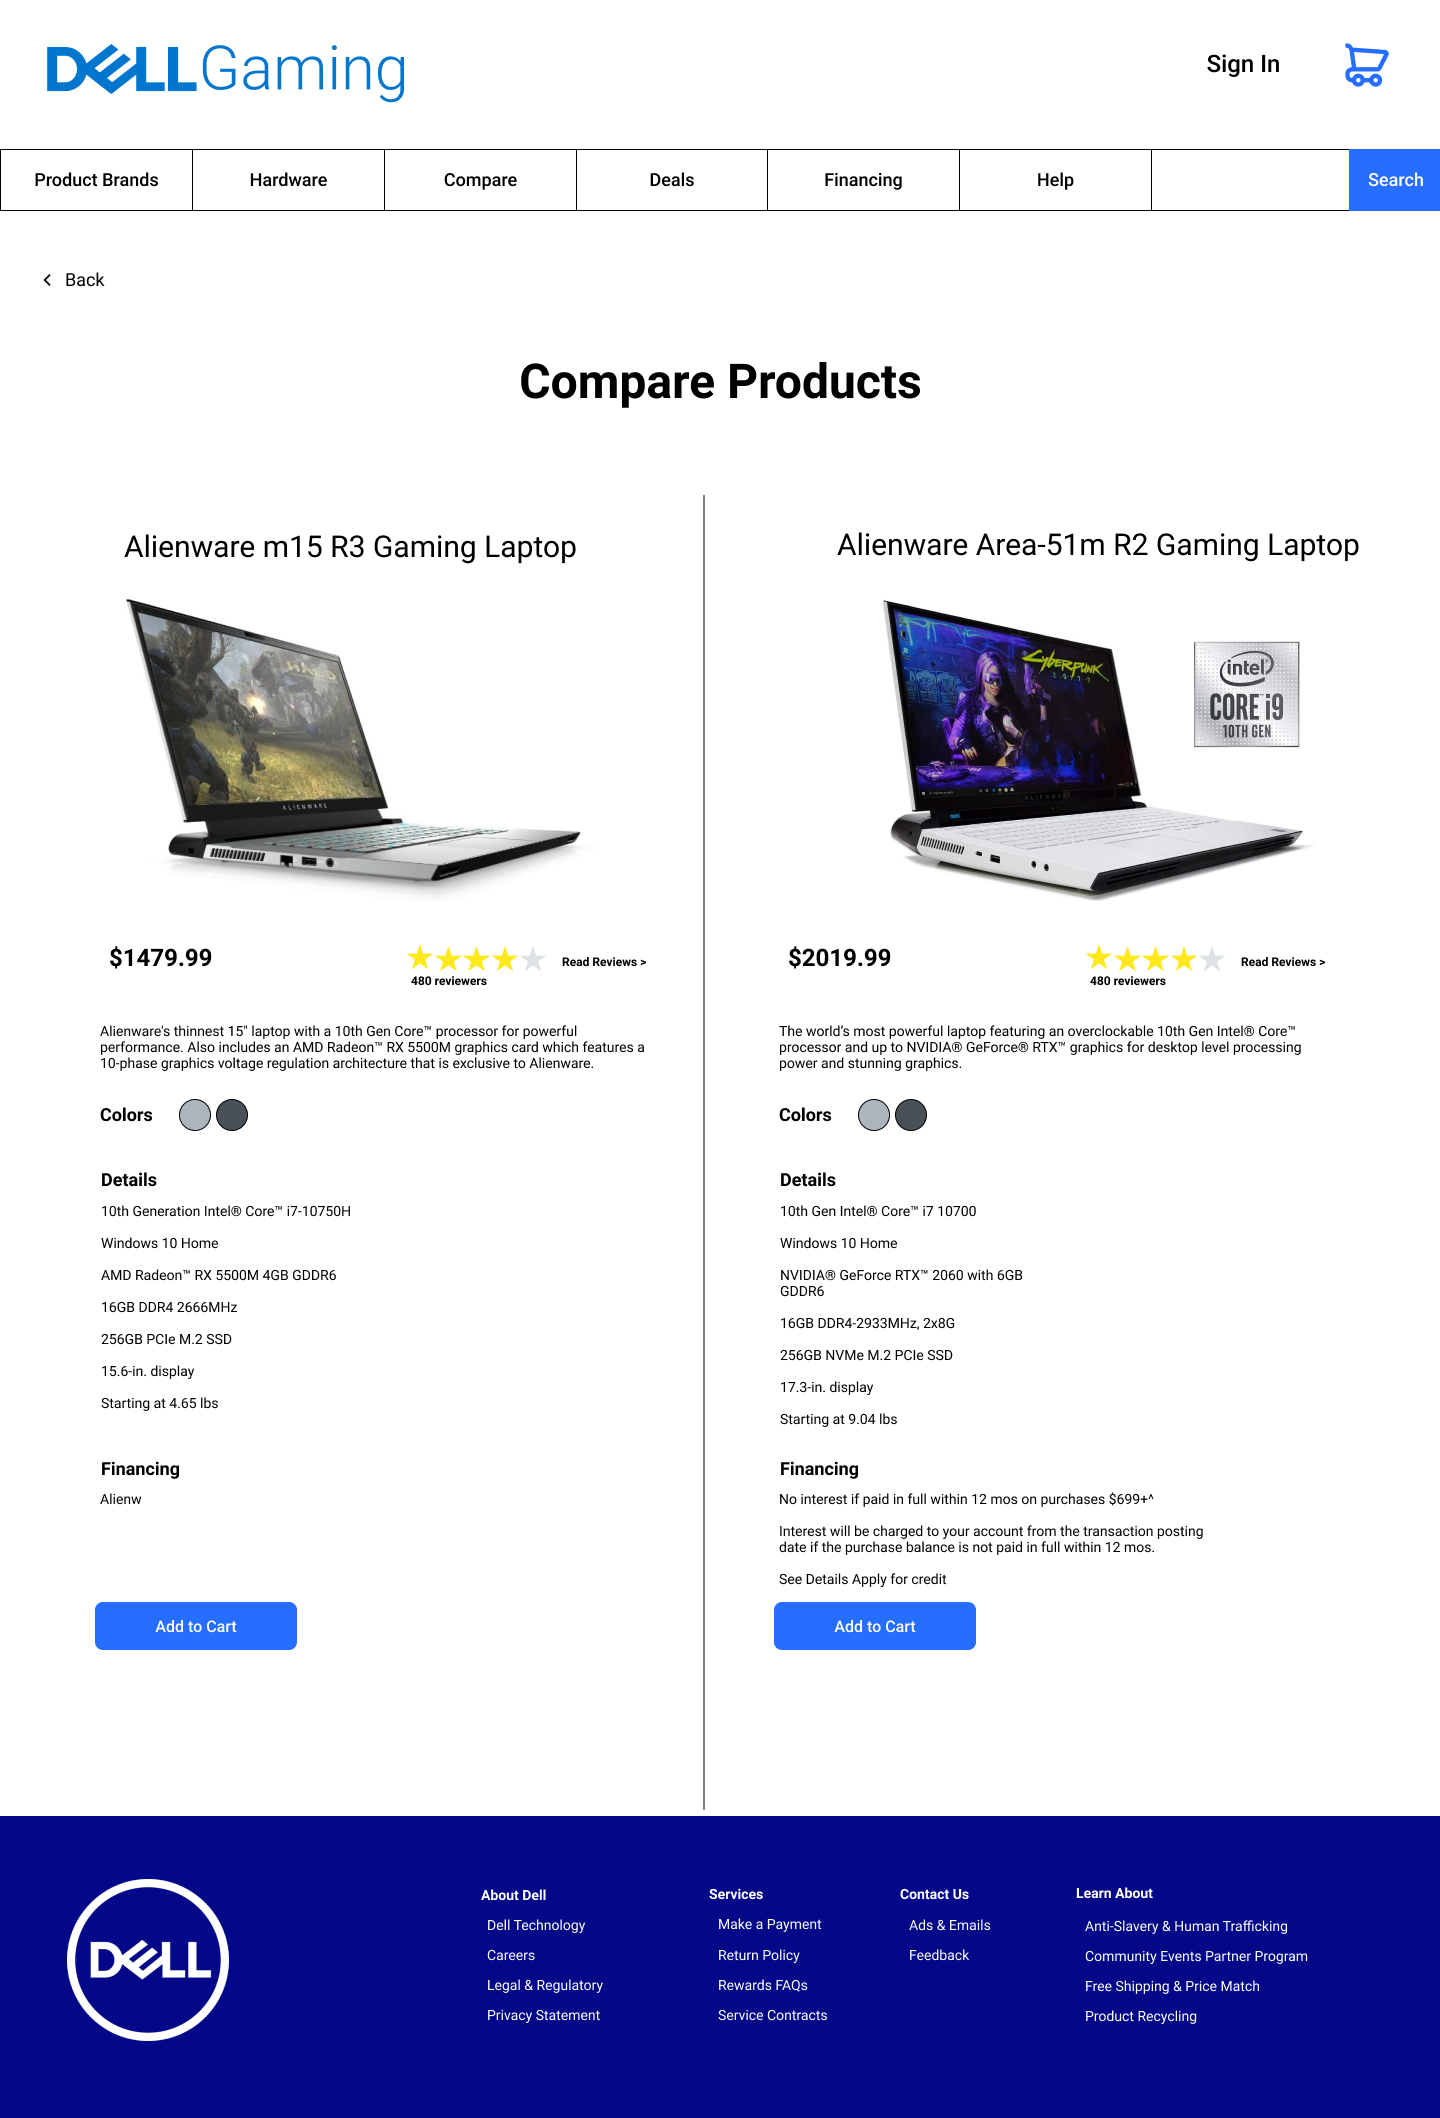 DELL Gaming
Sign In
Product Brands
Hardware
Compare
Deals
Financing
Help
Search
Back
Compare Products
Alienware m15 R3 Gaming Laptop
ALIENWARE
$1479.99
Read Reviews >
480 reviewers
Alienware's thinnest 15" laptop with a 10th Gen Core™ processor for powerful
performance. Also includes an AMD Radeon™ RX 5500M graphics card which features a
10-phase graphics voltage regulation architecture that is exclusive to Alienware.
Colors
Details
10th Generation Intel® Core™ i7-10750H
Windows 10 Home
AMD Radeon™ RX 5500M 4GB GDDR6
16GB DDR4 2666MHz
256GB PCIe M.2 SSD
15.6-in. display
Starting at 4.65 lbs
Financing
Alienw
Add to Cart
Alienware Area-51m R2 Gaming Laptop
Cyberpunk
2077
ALIENWARE
intel®
CORE i9
10TH GEN
$2019.99
Read Reviews >
480 reviewers
The world’s most powerful laptop featuring an overclockable 10th Gen Intel® Core™
processor and up to NVIDIA® GeForce® RTX™ graphics for desktop level processing
power and stunning graphics.
Colors
Details
10th Gen Intel® Core™ i7 10700
Windows 10 Home
NVIDIA® GeForce RTX™ 2060 with 6GB
GDDR6
16GB DDR4-2933MHz, 2x8G
256GB NVMe M.2 PCIe SSD
17.3-in. display
Starting at 9.04 lbs
Financing
No interest if paid in full within 12 mos on purchases $699+^
Interest will be charged to your account from the transaction posting
date if the purchase balance is not paid in full within 12 mos.
See Details Apply for credit
Add to Cart
DELL
About Dell
Dell Technology
Careers
Legal & Regulatory
Privacy Statement
Services
Make a Payment
Return Policy
Rewards FAQs
Service Contracts
Contact Us
Ads & Emails
Feedback
Learn About
Anti-Slavery & Human Trafficking
Community Events Partner Program
Free Shipping & Price Match
Product Recycling